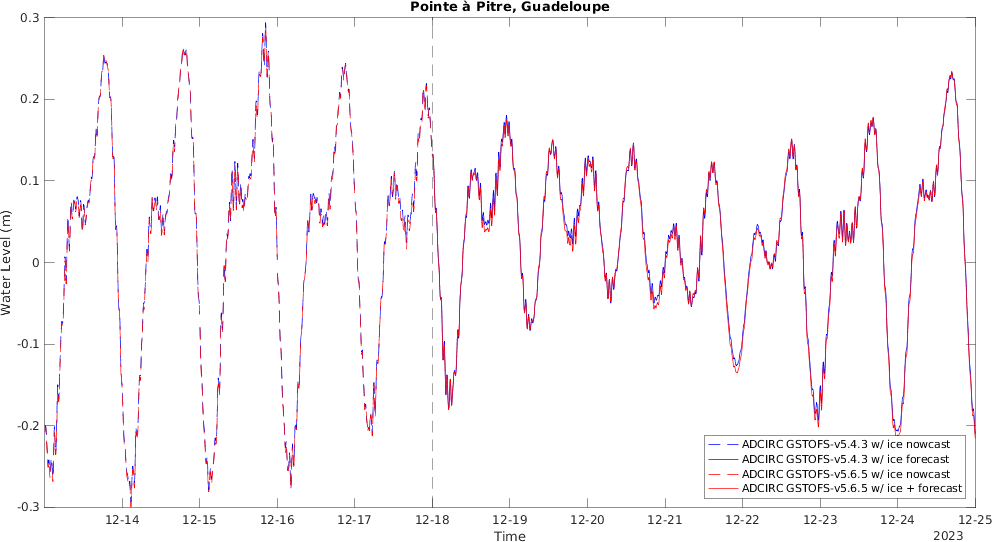 Pointe à Pitre, Guadeloupe
0.3
0.2
0.1
0
-0.1
-0.2
-0.3
Water Level (m)
ADCIRC GSTOFS-v5.4.3 w/ ice nowcast
ADCIRC GSTOFS-v5.4.3 w/ ice forecast
ADCIRC GSTOFS-v5.6.5 w/ ice nowcast
ADCIRC GSTOFS-v5.6.5 w/ ice + forecast
12-14 12-15 12-16 12-17 12-18 12-19 12-20 12-21 12-22 12-23 12-24 12-25
Time
2023